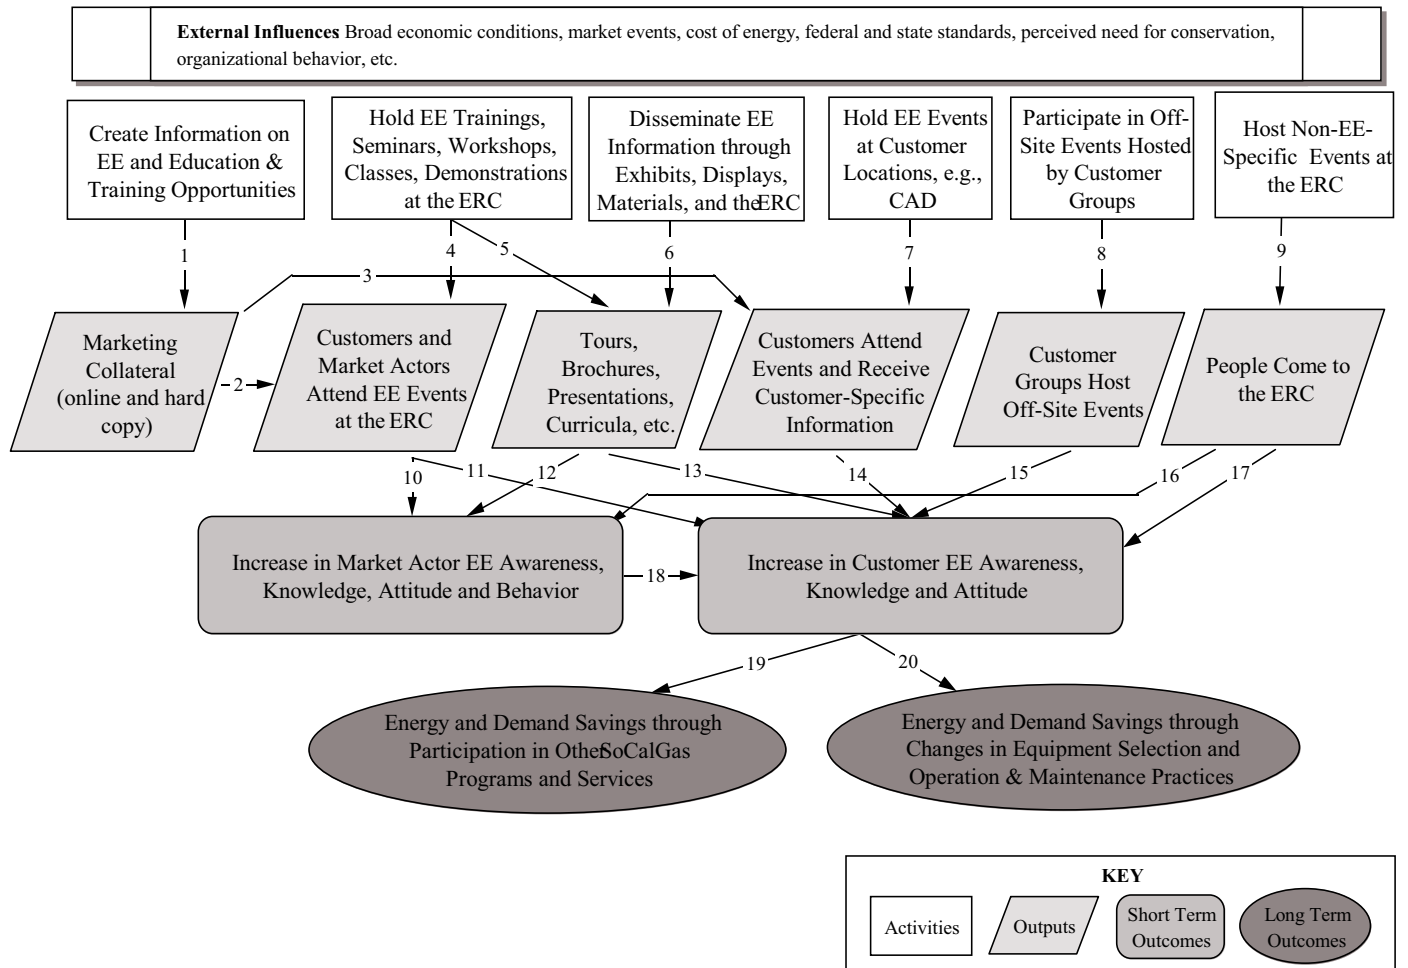 External Influences Broad economic conditions, market events, cost of energy, federal and state standards, perceived need for conservation,
organizational behavior, etc.
Create Information on
EE and Education &
Training Opportunities
Hold EE Trainings,
Seminars, Workshops,
Classes, Demonstrations
at the ERC
Disseminate EE
Information through
Exhibits, Displays,
Materials, and the ERC
Hold EE Events
at Customer
Locations, e.g.,
CAD
Participate in Off-
Site Events Hosted
by Customer
Groups
Host Non-EE-
Specific Events at
the ERC
1
4
5
6
7
8
9
3
Marketing
Collateral
(online and hard
copy)
2
Customers and
Market Actors
Attend EE Events
at the ERC
Tours,
Brochures,
Presentations,
Curricula, etc.
Customers Attend
Events and Receive
Customer-Specific
Information
Customer
Groups Host
Off-Site Events
People Come to
the ERC
10
11
12
13
14
15
16
17
Increase in Market Actor EE Awareness,
Knowledge, Attitude and Behavior
18
Increase in Customer EE Awareness,
Knowledge and Attitude
19
20
Energy and Demand Savings through
Participation in Other SoCalGas
Programs and Services
Energy and Demand Savings through
Changes in Equipment Selection and
Operation & Maintenance Practices
KEY
Activities
Outputs
Short Term
Outcomes
Long Term
Outcomes